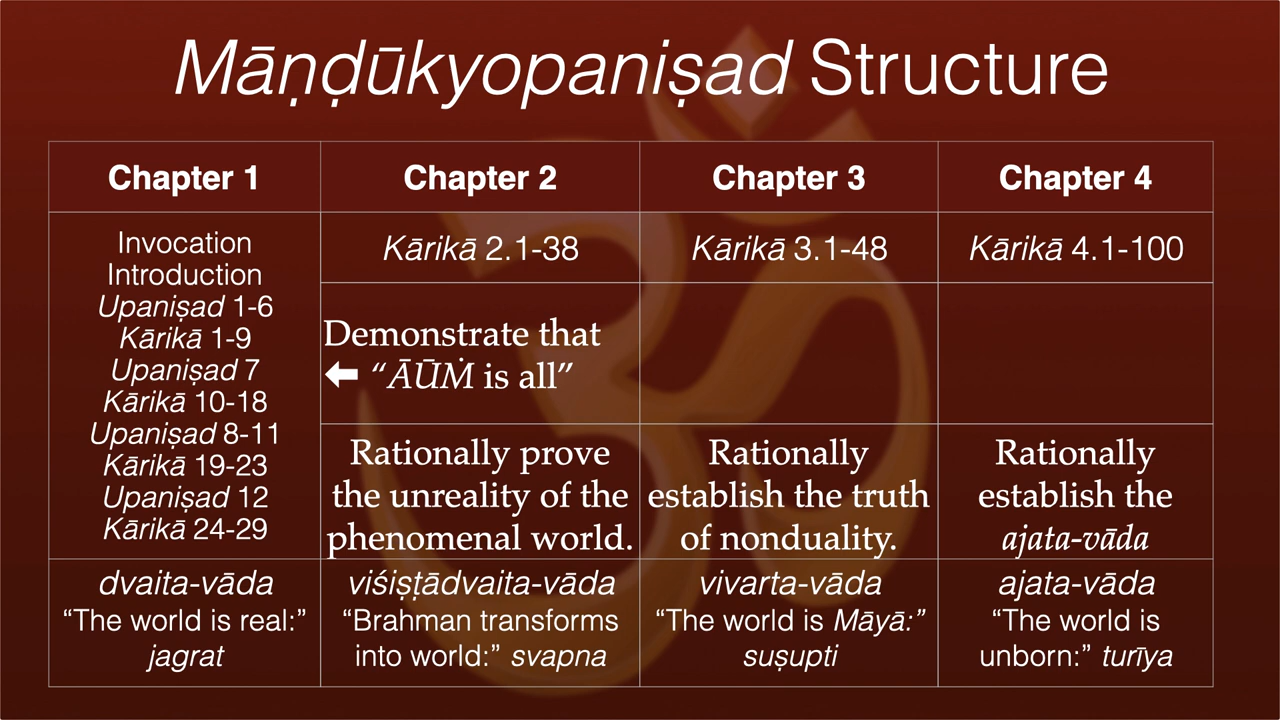 Māṇḍūkyopaniṣad Structure
Chapter 1
Chapter 2
Chapter 3
Chapter 4
Invocation
Introduction
Upaniṣad 1-6
Kārikā 1-9
Upaniṣad 7
Kārikā 10-18
Upaniṣad 8-11
Kārikā 19-23
Upaniṣad 12
Kārikā 24-29
Kārikā 2.1-38
Kārikā 3.1-48
Kārikā 4.1-100
Demonstrate that
⬅ “ĀŪṀ is all”
Rationally prove
the unreality of the
phenomenal world.
Rationally
establish the truth
of nonduality.
Rationally
establish the
ajata-vāda
dvaita-vāda
“The world is real:”
jagrat
viśiṣṭādvaita-vāda
“Brahman transforms
into world:” svapna
vivarta-vāda
“The world is Māyā:”
suṣupti
ajata-vāda
“The world is
unborn:” turīya